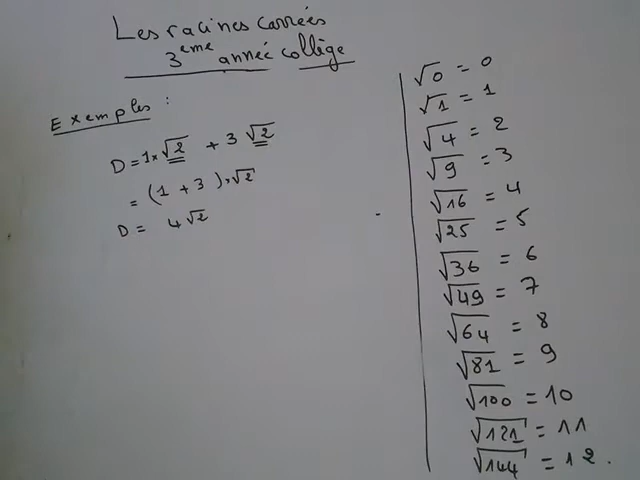 Les racines carrées
3eme année collège
Exemples :
D = 1 × √2 + 3 √2
= (1 + 3) × √2
D = 4 √2
√0 = 0
√1 = 1
√4 = 2
√9 = 3
√16 = 4
√25 = 5
√36 = 6
√49 = 7
√64 = 8
√81 = 9
√100 = 10
√121 = 11
√144 = 12.